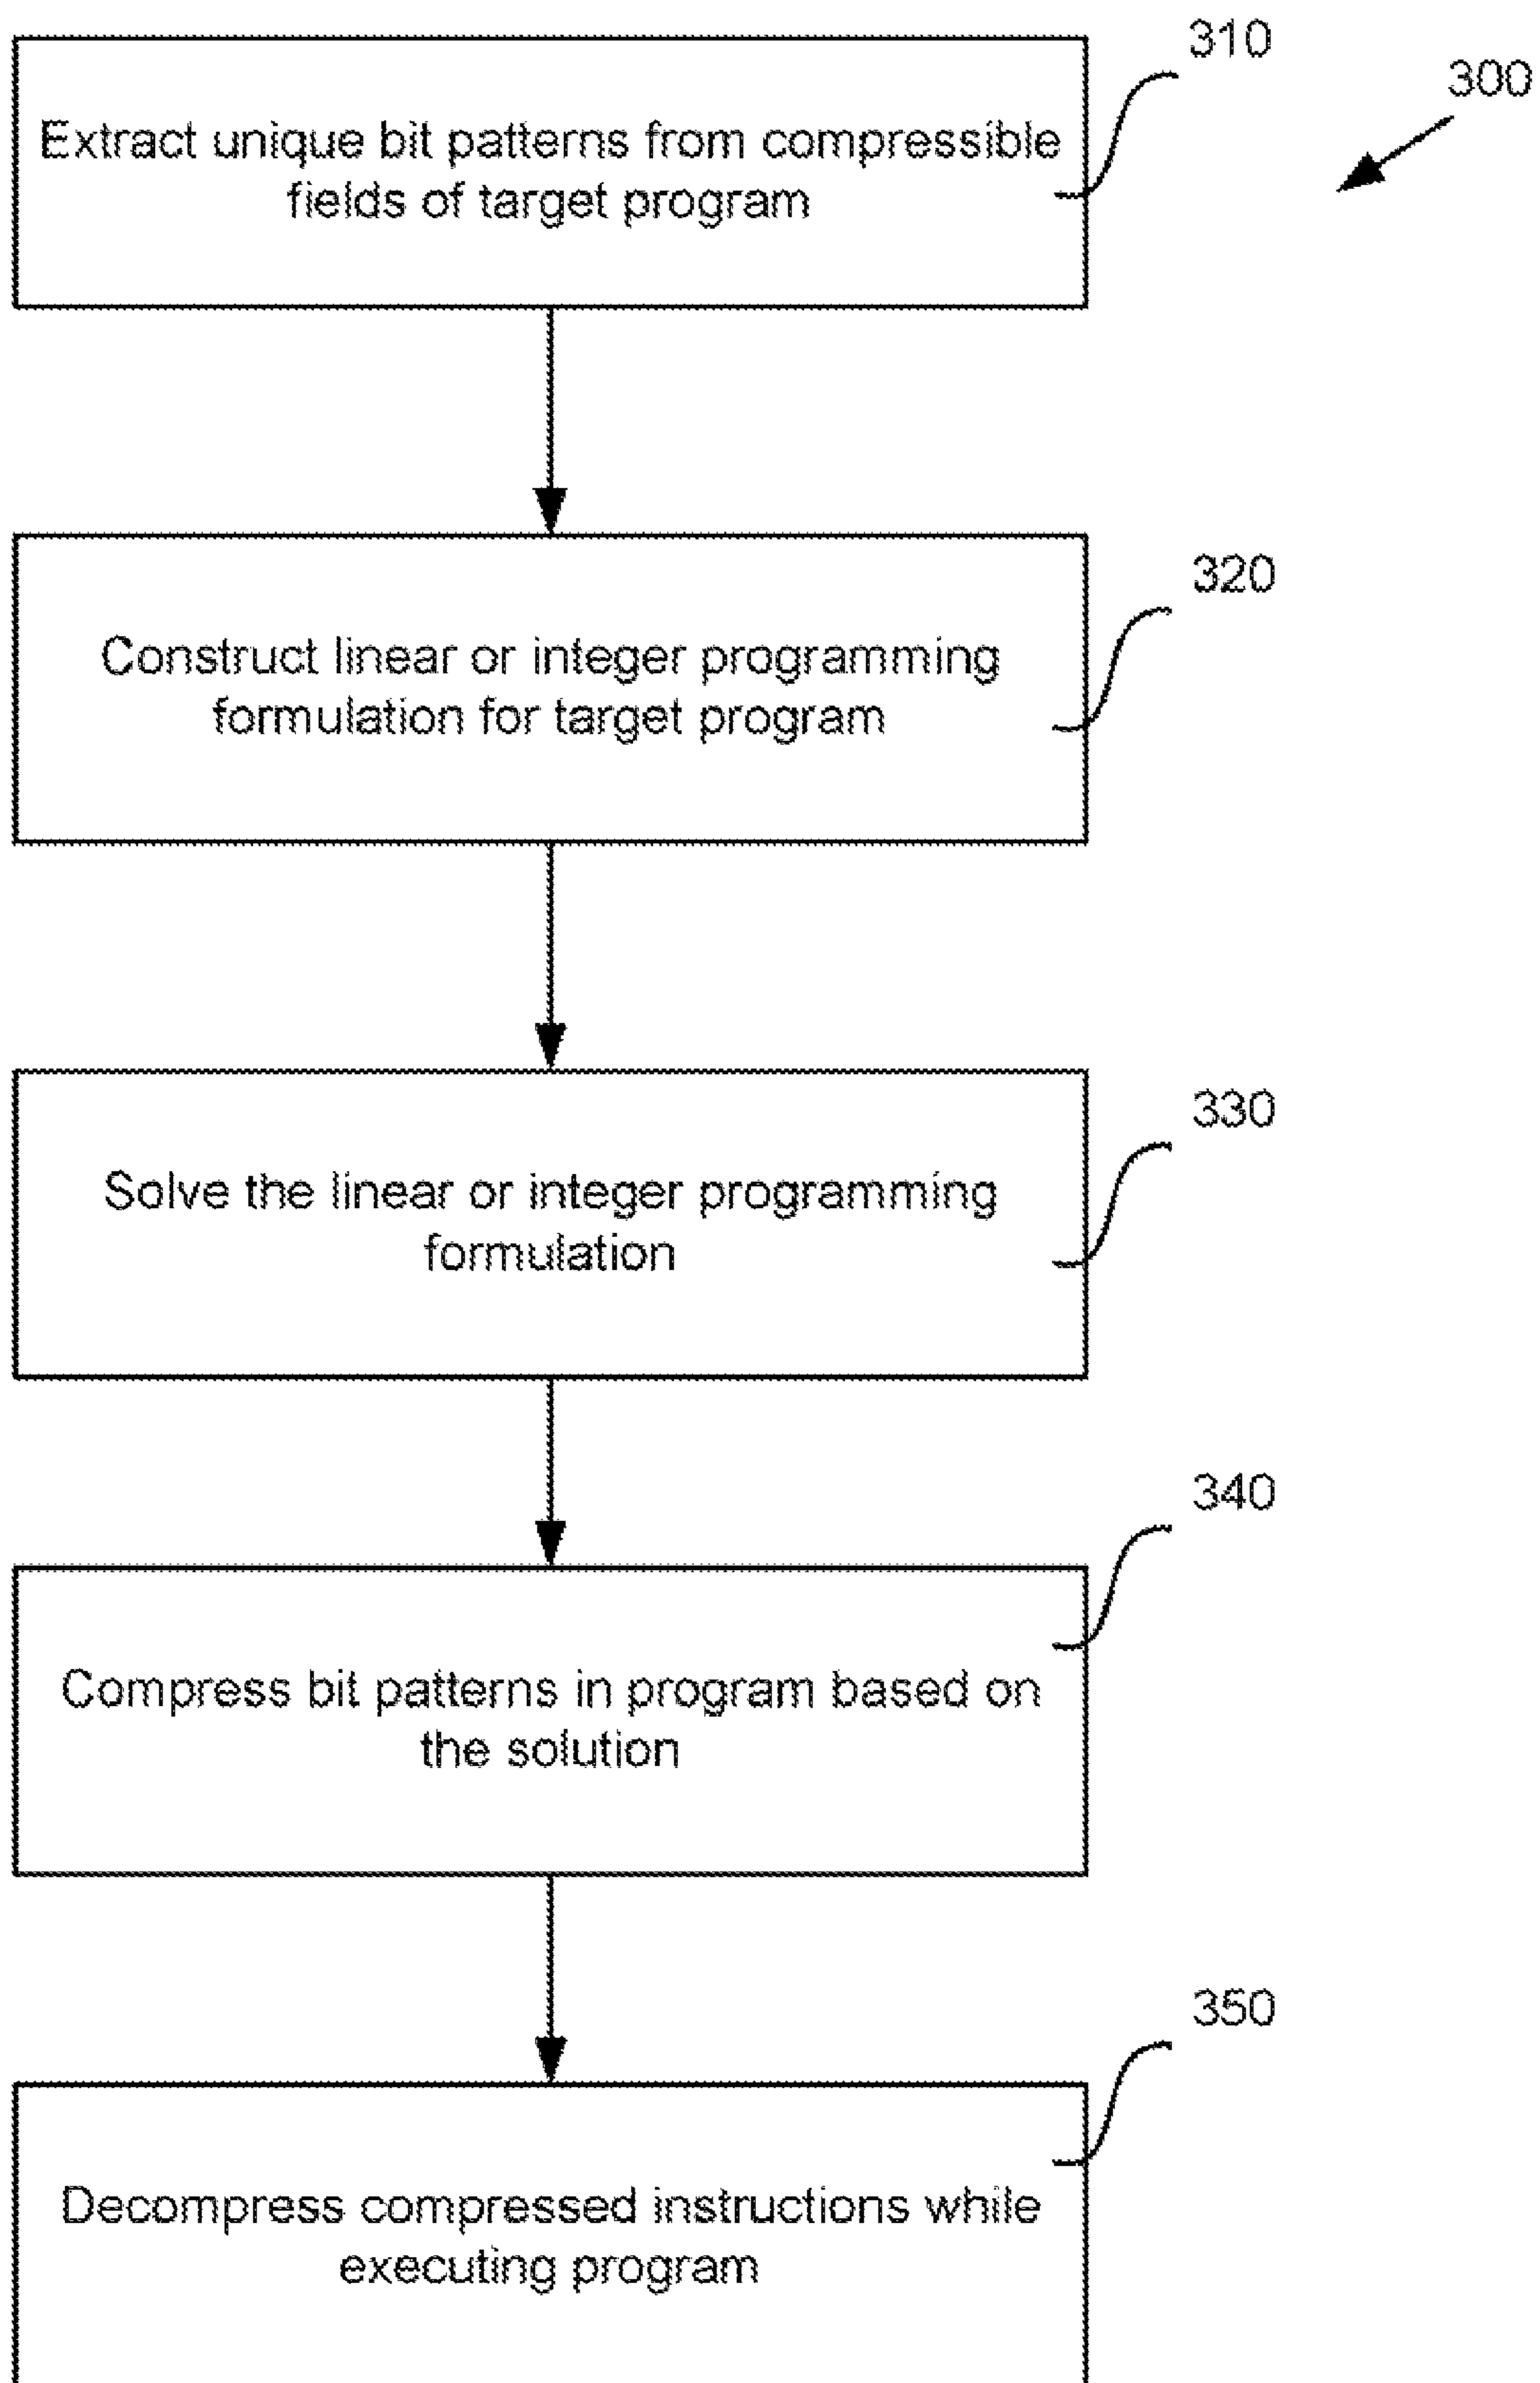 310
300
Extract unique bit patterns from compressible
fields of target program
320
Construct linear or integer programming
formulation for target program
330
Solve the linear or integer programming
formulation
340
Compress bit patterns in program based on
the solution
350
Decompress compressed instructions while
executing program